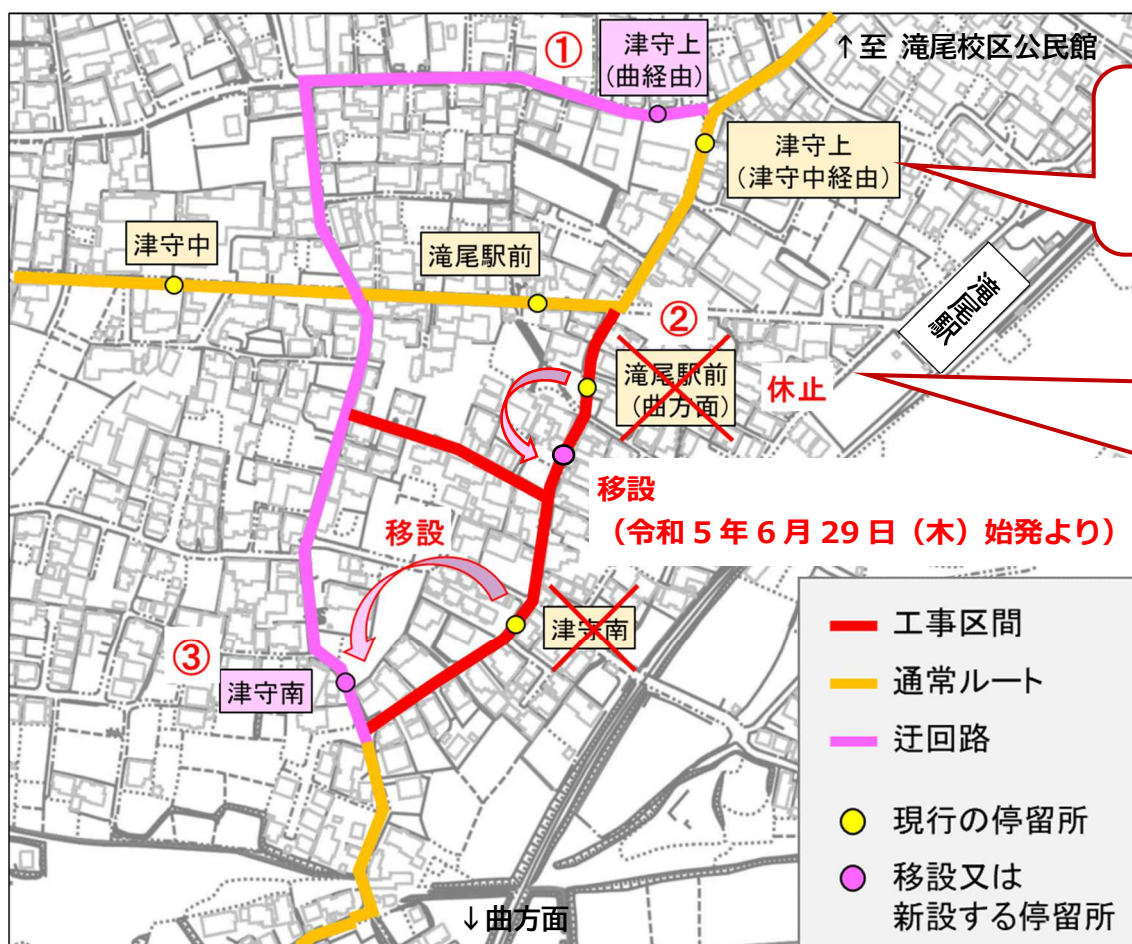 ①
津守上
(曲経由)
↑至 滝尾校区公民館
津守上
(津守中経由)
津守中
滝尾駅前
滝尾駅
②
滝尾駅前
(曲方面)
休止
移設
（令和5年6月29日（木）始発より）
移設
津守南
③
津守南
↓曲方面
工事区間
通常ルート
迂回路
現行の停留所
移設又は
新設する停留所